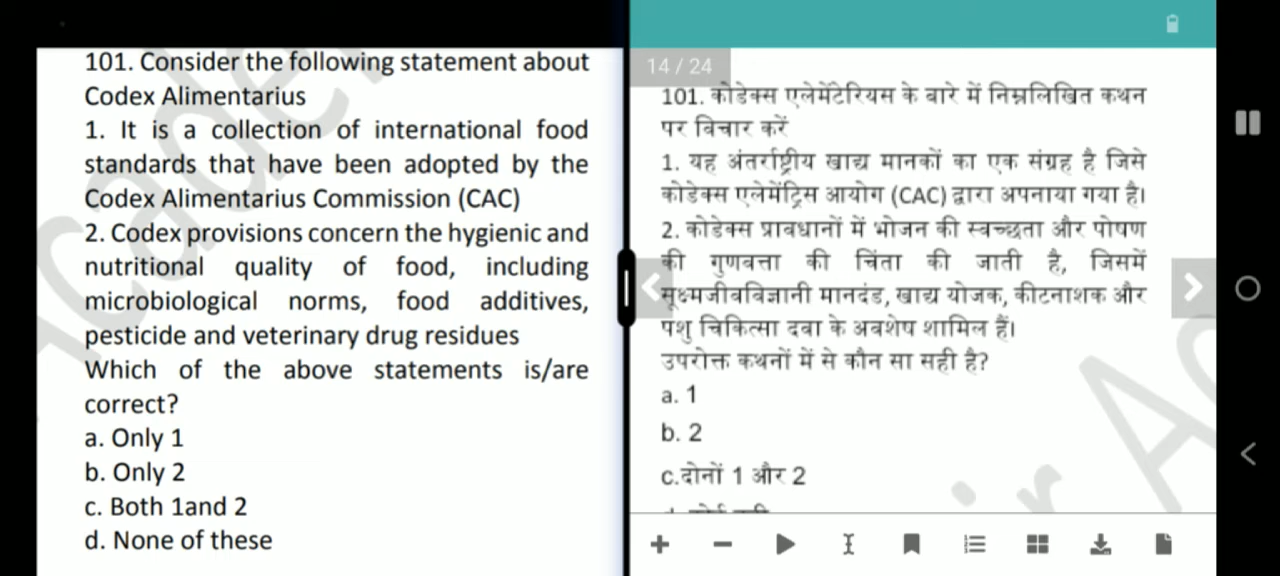 101. Consider the following statement about
Codex Alimentarius
1. It is a collection of international food
standards that have been adopted by the
Codex Alimentarius Commission (CAC)
2. Codex provisions concern the hygienic and
nutritional quality of food, including
microbiological norms, food additives,
pesticide and veterinary drug residues
Which of the above statements is/are
correct?
a. Only 1
b. Only 2
c. Both 1and 2
d. None of these
14 / 24
101. कोडेक्स एलेमेंटेरियस के बारे में निम्नलिखित कथन
पर विचार करें
1. यह अंतर्राष्ट्रीय खाद्य मानकों का एक संग्रह है जिसे
कोडेक्स एलेमेंट्रिस आयोग (CAC) द्वारा अपनाया गया है।
2. कोडेक्स प्रावधानों में भोजन की स्वच्छता और पोषण
की गुणवत्ता की चिंता की जाती है, जिसमें
सूक्ष्मजीवविज्ञानी मानदंड, खाद्य योजक, कीटनाशक और
पशु चिकित्सा दवा के अवशेष शामिल हैं।
उपरोक्त कथनों में से कौन सा सही है?
a. 1
b. 2
c.दोनों 1 और 2